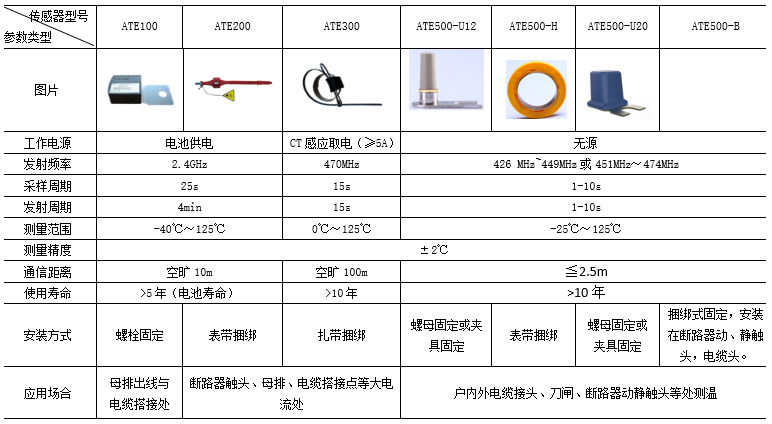 传感器型号
参数类型
ATE100
ATE200
ATE300
ATE500-U12
ATE500-H
ATE500-U20
ATE500-B
图片
工作电源
电池供电
CT 感应取电（≥5A）
无源
发射频率
2.4GHz
470MHz
426 MHz~449MHz 或 451MHz～474MHz
采样周期
25s
15s
1-10s
发射周期
4min
15s
1-10s
测量范围
-40℃～125℃
0℃～125℃
-25℃～125℃
测量精度
±2℃
通信距离
空旷 10m
空旷 100m
≦2.5m
使用寿命
>5 年（电池寿命）
>10 年
>10 年
安装方式
螺栓固定
表带捆绑
扎带捆绑
螺母固定或夹
具固定
表带捆绑
螺母固定或
夹具固定
捆绑式固定，安装
在断路器动、静触
头，电缆头。
应用场合
母排出线与
电缆搭接处
断路器触头、母排、电缆搭接点等大电
流处
户内外电缆接头、刀闸、断路器动静触头等处测温